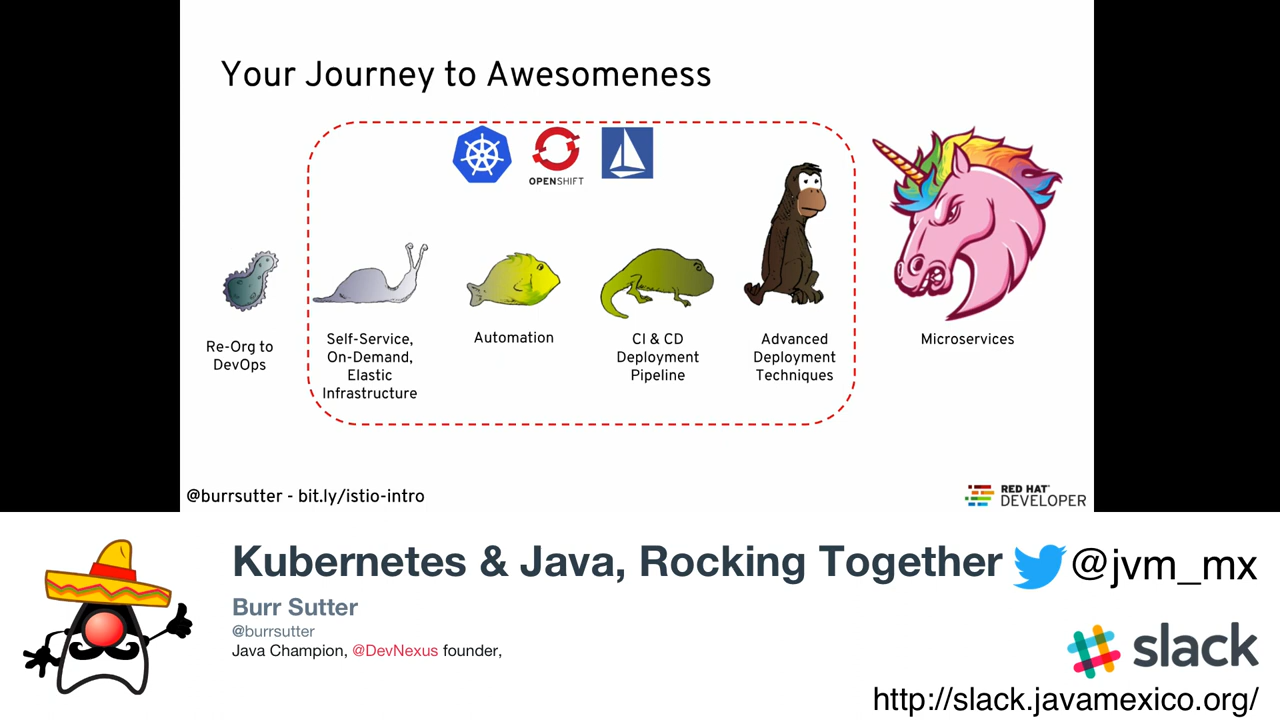 Your Journey to Awesomeness
OPENSHIFT
Re-Org to
DevOps
Self-Service,
On-Demand,
Elastic
Infrastructure
Automation
CI & CD
Deployment
Pipeline
Advanced
Deployment
Techniques
Microservices
@burrsutter - bit.ly/istio-intro
RED HAT
DEVELOPER
Kubernetes & Java, Rocking Together
@jvm_mx
Burr Sutter
@burrsutter
Java Champion, @DevNexus founder,
slack
http://slack.javamexico.org/